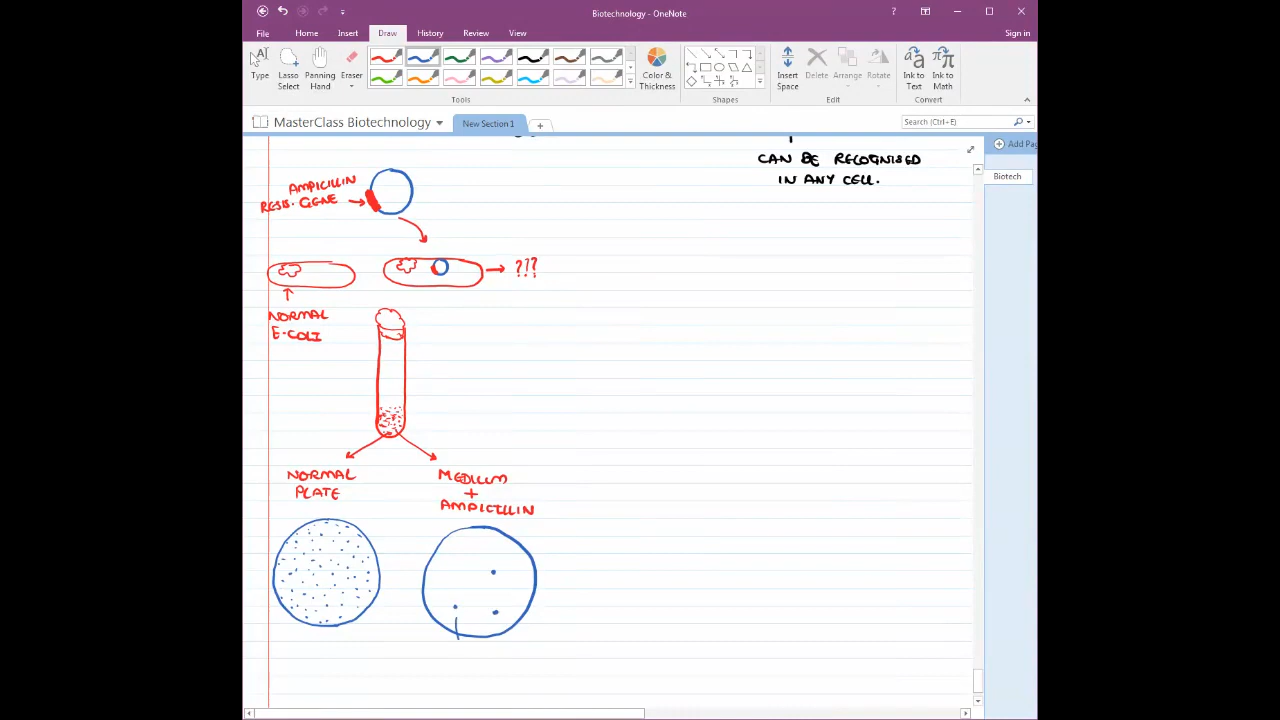 Biotechnology - OneNote
File Home Insert Draw History Review View
Sign in
Type
Lasso Select
Panning Hand
Eraser
Color & Thickness
Insert Space
Delete
Arrange
Rotate
Ink to Text
Ink to Math
Tools
Shapes
Edit
Convert
MasterClass Biotechnology
New Section 1
Search (Ctrl+E)
Add Pag
Biotech
CAN BE RECOGNISED
IN ANY CELL.
AMPICILLIN
RESIS. GENE
???
NORMAL
E-COLI
NORMAL
PLATE
MEDIUM
+
AMPICILLIN